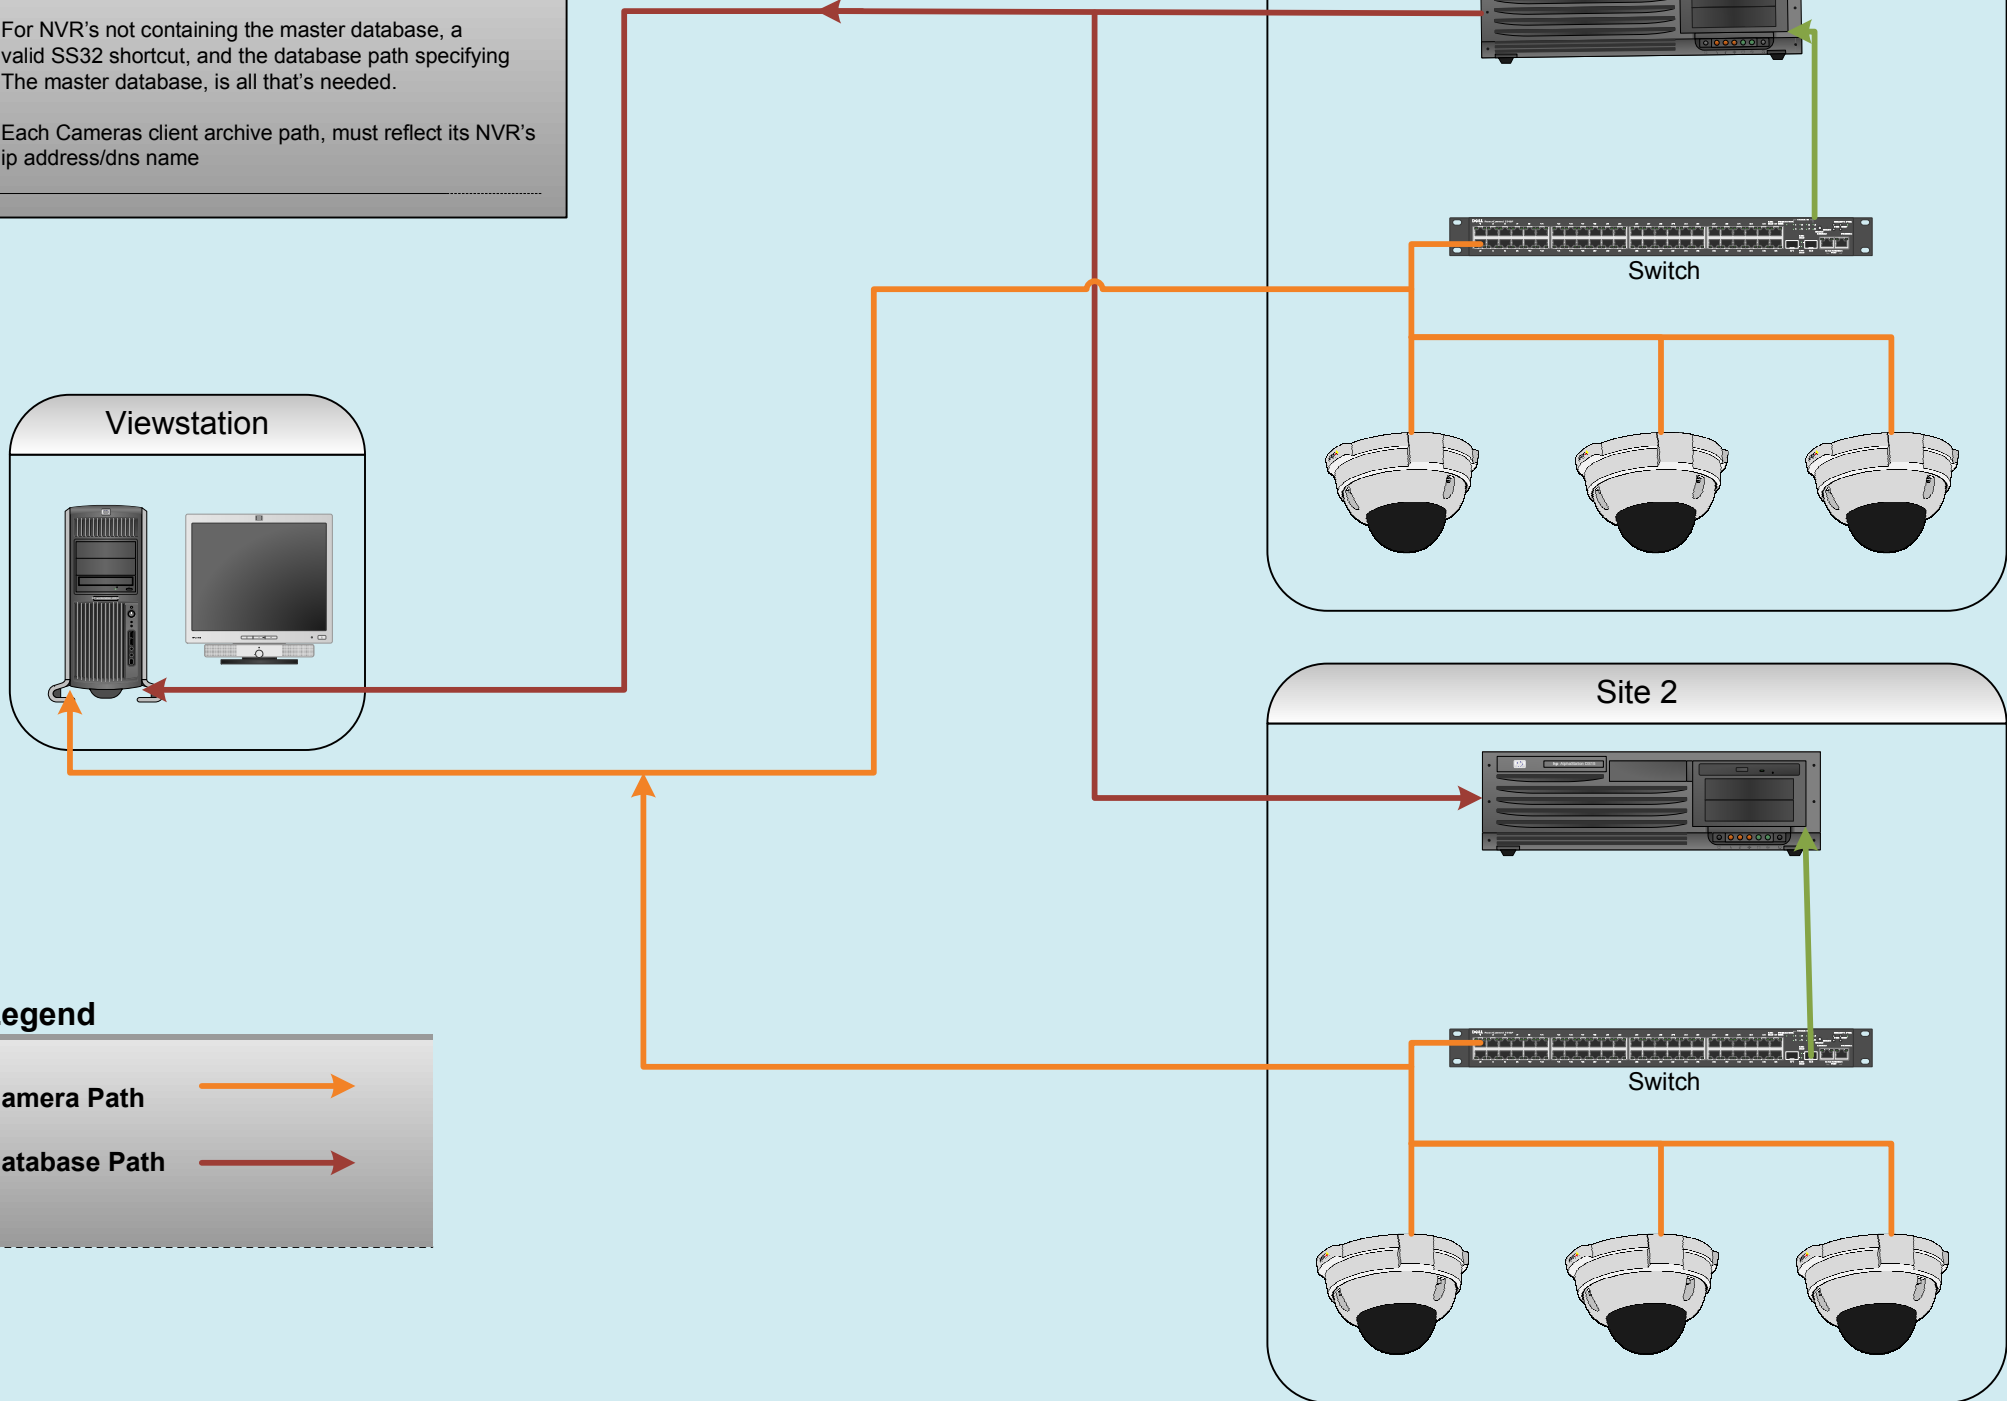 For NVR's not containing the master database, a
valid SS32 shortcut, and the database path specifying
The master database, is all that's needed.
Each Cameras client archive path, must reflect its NVR's
ip address/dns name
Switch
Viewstation
Site 2
Switch
egend
amera Path
atabase Path